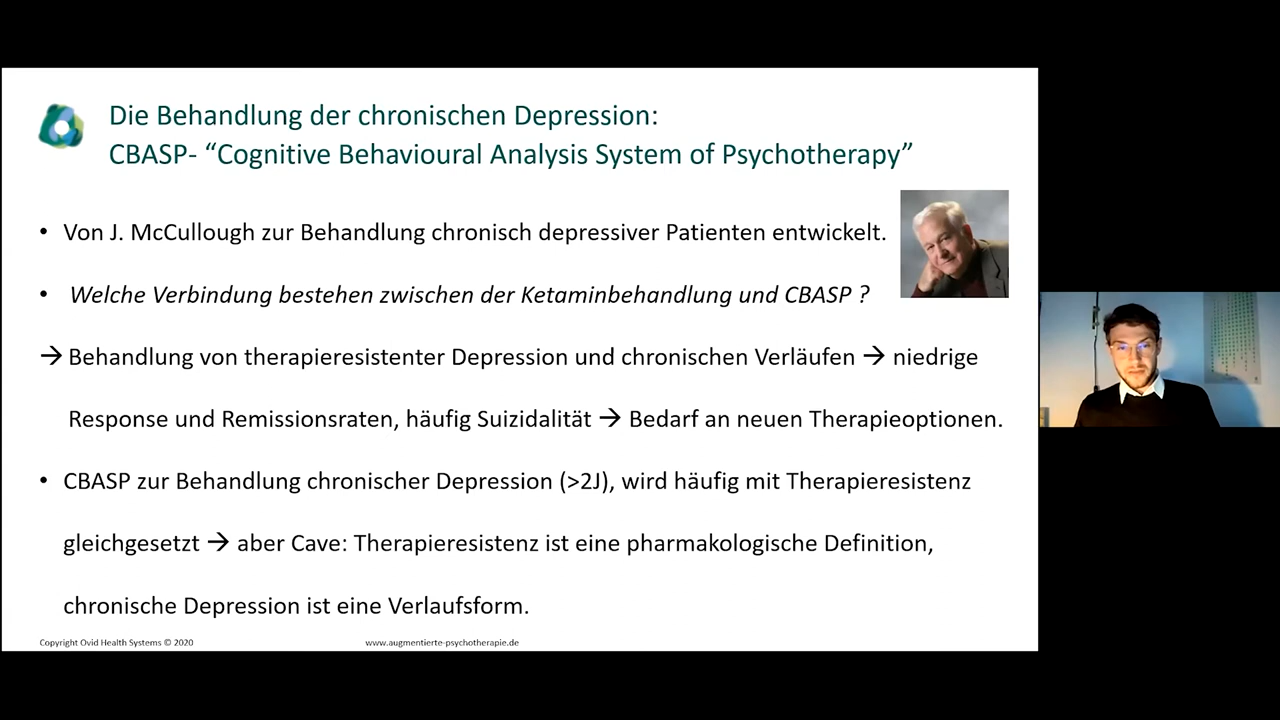 Die Behandlung der chronischen Depression:
CBASP- “Cognitive Behavioural Analysis System of Psychotherapy”
• Von J. McCullough zur Behandlung chronisch depressiver Patienten entwickelt.
• Welche Verbindung bestehen zwischen der Ketaminbehandlung und CBASP ?
→ Behandlung von therapieresistenter Depression und chronischen Verläufen → niedrige
Response und Remissionsraten, häufig Suizidalität → Bedarf an neuen Therapieoptionen.
• CBASP zur Behandlung chronischer Depression (>2J), wird häufig mit Therapieresistenz
gleichgesetzt → aber Cave: Therapieresistenz ist eine pharmakologische Definition,
chronische Depression ist eine Verlaufsform.
Copyright Ovid Health Systems © 2020
www.augmentierte-psychotherapie.de